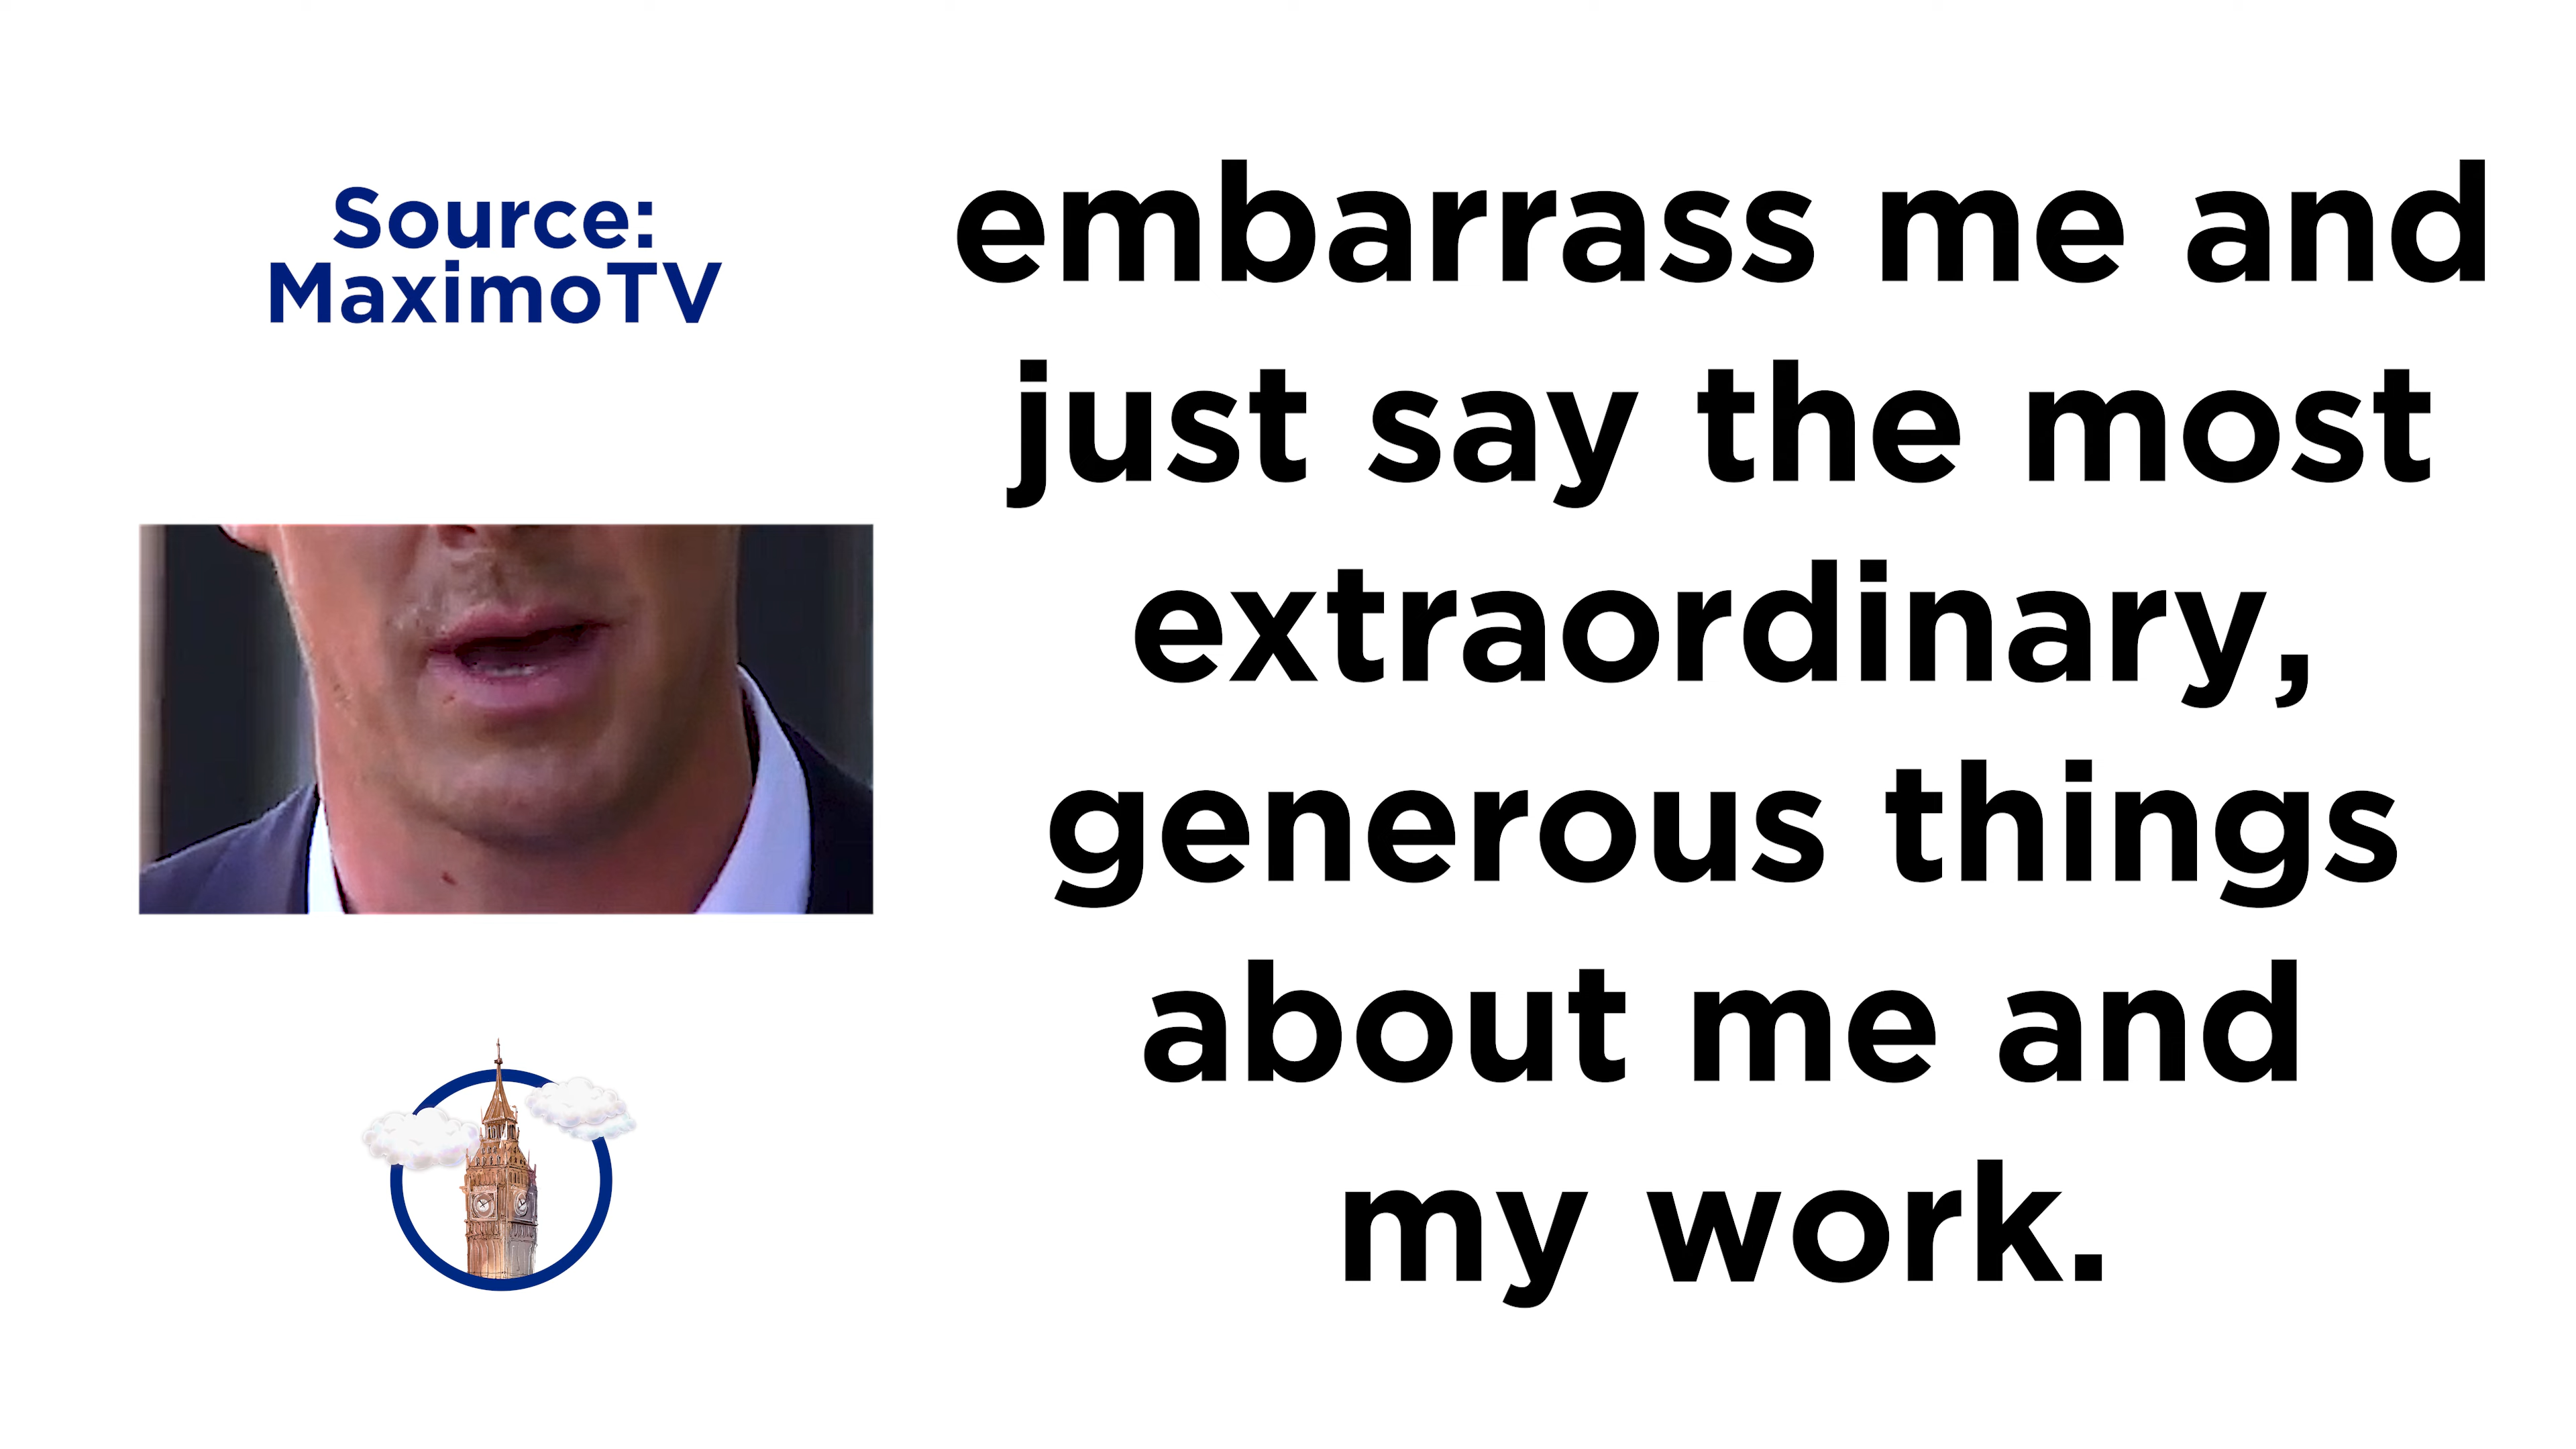 Source:
MaximoTV
embarrass me and
just say the most
extraordinary,
generous things
about me and
my work.